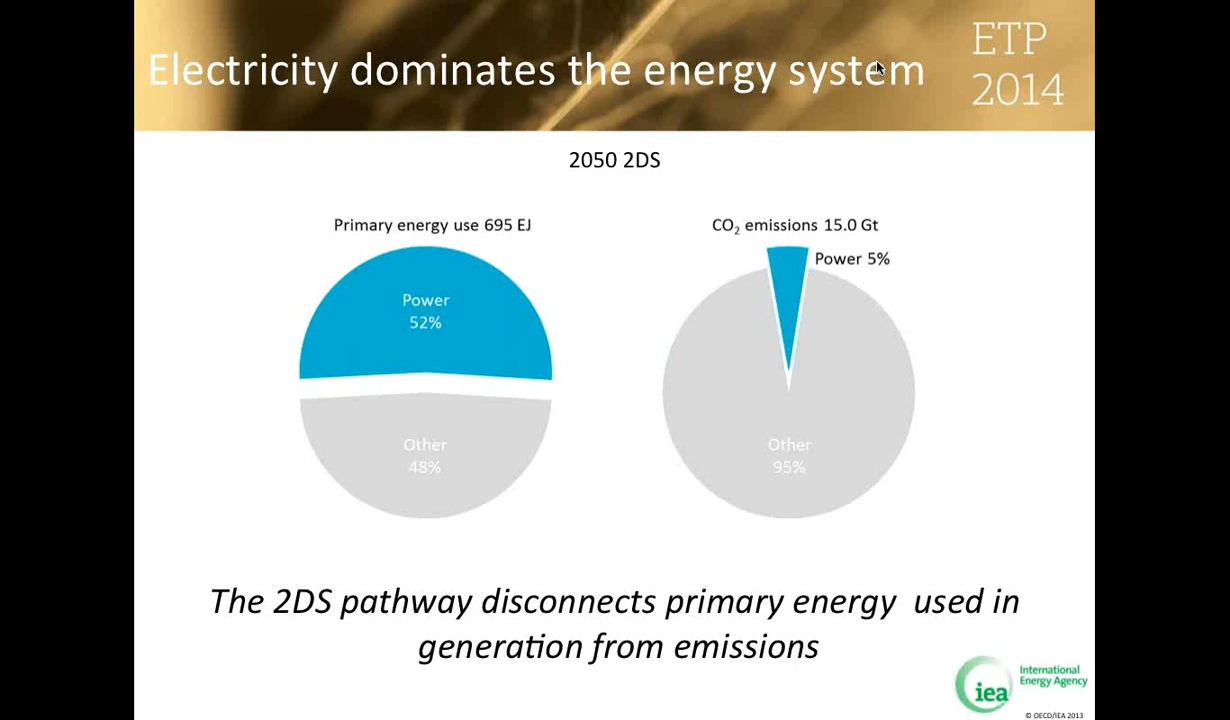 Electricity dominates the energy system
ETP
2014
2050 2DS
Primary energy use 695 EJ
Power
52%
Other
48%
CO₂ emissions 15.0 Gt
Power 5%
Other
95%
The 2DS pathway disconnects primary energy used in
generation from emissions
iea
International
Energy Agency
© OECD/IEA 2013